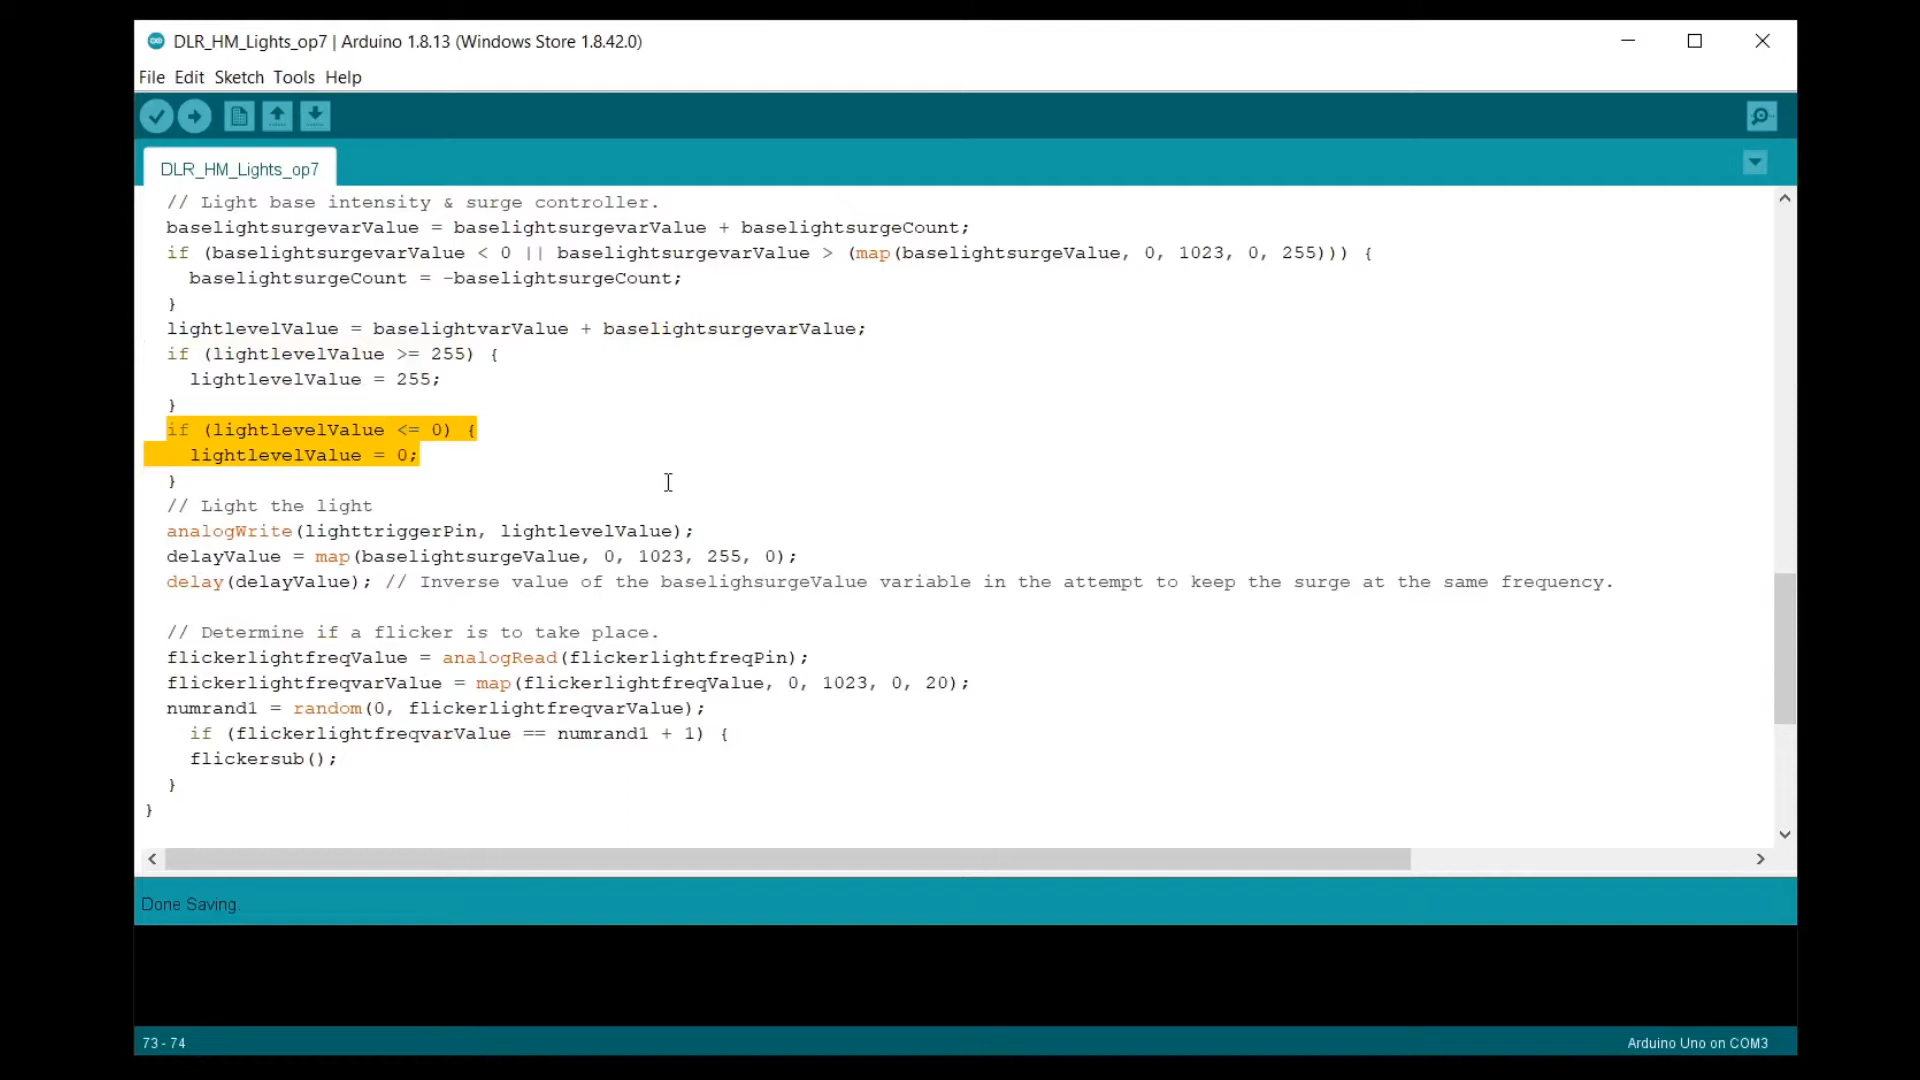 DLR_HM_Lights_op7 | Arduino 1.8.13 (Windows Store 1.8.42.0)
File Edit Sketch Tools Help
DLR_HM_Lights_op7
// Light base intensity & surge controller.
baselightsurgevarValue = baselightsurgevarValue + baselightsurgeCount;
if (baselightsurgevarValue < 0 || baselightsurgevarValue > (map(baselightsurgeValue, 0, 1023, 0, 255))) {
baselightsurgeCount = -baselightsurgeCount;
}
lightlevelValue = baselightvarValue + baselightsurgevarValue;
if (lightlevelValue >= 255) {
lightlevelValue = 255;
}
if (lightlevelValue <= 0) {
lightlevelValue = 0;
}
// Light the light
analogWrite(lighttriggerPin, lightlevelValue);
delayValue = map(baselightsurgeValue, 0, 1023, 255, 0);
delay(delayValue); // Inverse value of the baselighsurgeValue variable in the attempt to keep the surge at the same frequency.
// Determine if a flicker is to take place.
flickerlightfreqValue = analogRead(flickerlightfreqPin);
flickerlightfreqvarValue = map(flickerlightfreqValue, 0, 1023, 0, 20);
numrand1 = random(0, flickerlightfreqvarValue);
if (flickerlightfreqvarValue == numrand1 + 1) {
flickersub();
}
}
Done Saving.
73 - 74
Arduino Uno on COM3